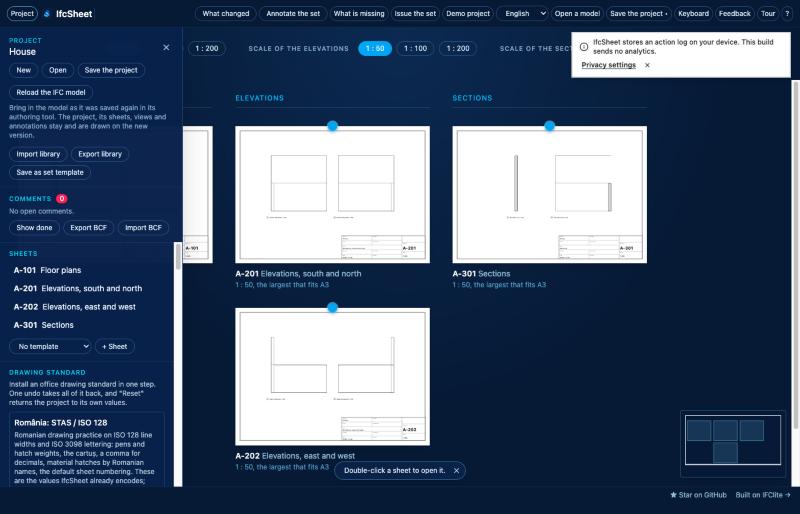 Project
IfcSheet
What changed
Annotate the set
What is missing
Issue the set
Demo project
English
Open a model
Save the project
Keyboard
Feedback
Tour
?
PROJECT
House
New
Open
Save the project
Reload the IFC model
Bring in the model as it was saved again in its
authoring tool. The project, its sheets, views and
annotations stay and are drawn on the new
version.
Import library
Export library
Save as set template
COMMENTS 0
No open comments.
Show done
Export BCF
Import BCF
SHEETS
A-101 Floor plans
A-201 Elevations, south and north
A-202 Elevations, east and west
A-301 Sections
No template
+ Sheet
DRAWING STANDARD
Install an office drawing standard in one step.
One undo takes all of it back, and "Reset"
returns the project to its own values.
România: STAS / ISO 128
Romanian drawing practice on ISO 128 line
widths and ISO 3098 lettering: pens and
hatch weights, the cartuș, a comma for
decimals, material hatches by Romanian
names, the default sheet numbering. These
are the values IfcSheet already encodes;
1 : 200
SCALE OF THE ELEVATIONS
1 : 50
1 : 100
1 : 200
SCALE OF THE SECT
IfcSheet stores an action log on your device. This build
sends no analytics.
Privacy settings
ELEVATIONS
SECTIONS
A-101
A-201
A-301
A-201 Elevations, south and north
1 : 50, the largest that fits A3
A-301 Sections
1 : 50, the largest that fits A3
A-202
A-202 Elevations, east and west
1 : 50, the largest that fits A3
Double-click a sheet to open it.
Star on GitHub
Built on IFClite →